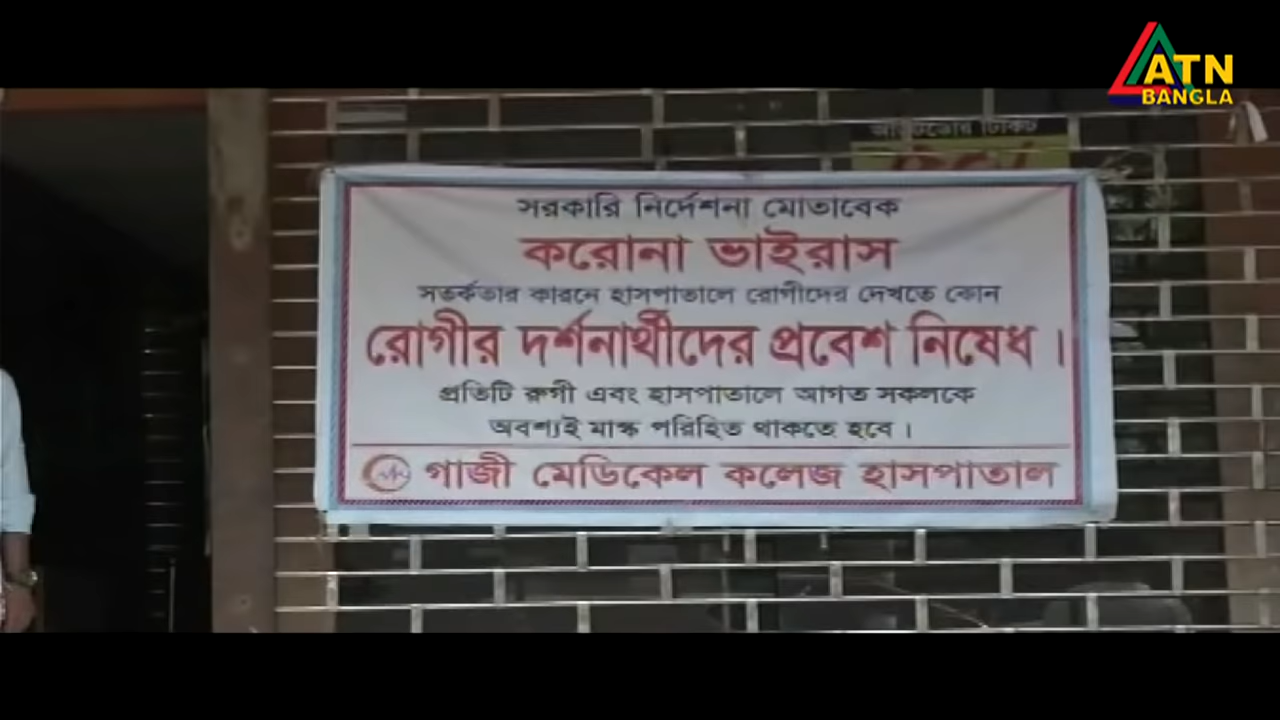 ATN
BANGLA
আউটডোর টিকিট
সরকারি নির্দেশনা মোতাবেক
করোনা ভাইরাস
সতর্কতার কারনে হাসপাতালে রোগীদের দেখতে কোন
রোগীর দর্শনার্থীদের প্রবেশ নিষেধ।
প্রতিটি রুগী এবং হাসপাতালে আগত সকলকে
অবশ্যই মাস্ক পরিহিত থাকতে হবে।
গাজী মেডিকেল কলেজ হাসপাতাল